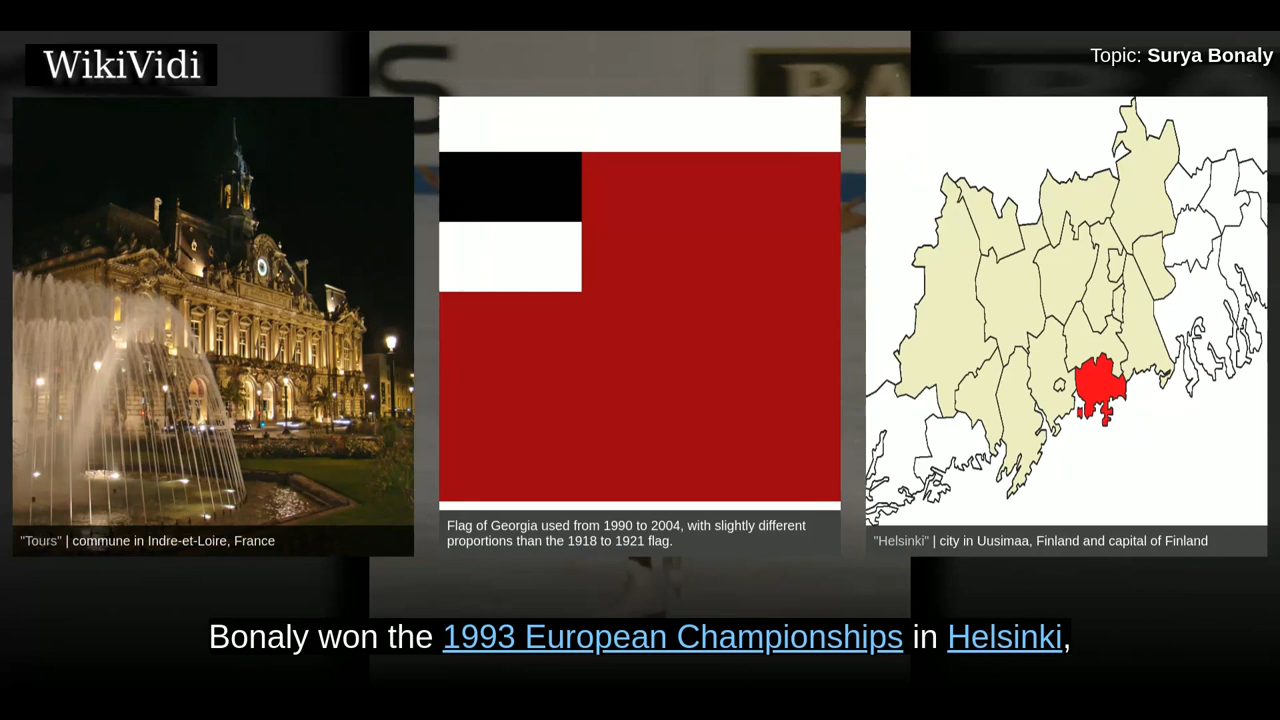 WikiVidi
Topic: Surya Bonaly
"Tours" | commune in Indre-et-Loire, France
Flag of Georgia used from 1990 to 2004, with slightly different
proportions than the 1918 to 1921 flag.
"Helsinki" | city in Uusimaa, Finland and capital of Finland
Bonaly won the 1993 European Championships in Helsinki,